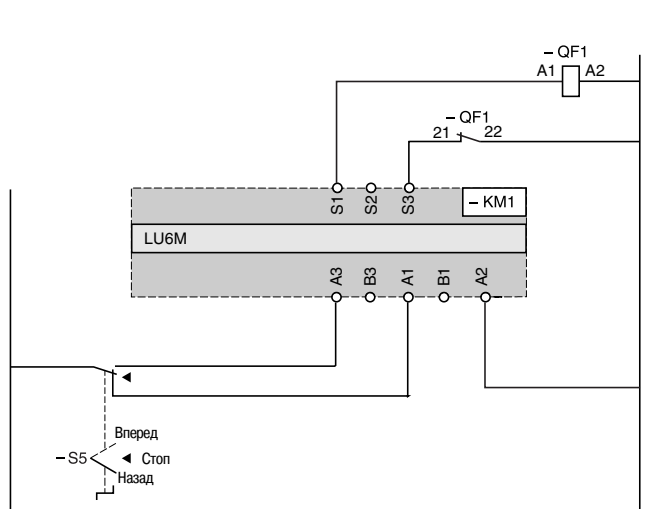 – QF1
A1 A2
– QF1
21 22
S1 S2 S3
– KM1
LU6M
A3 B3 A1 B1 A2
–
Вперед
– S5 Стоп
Назад